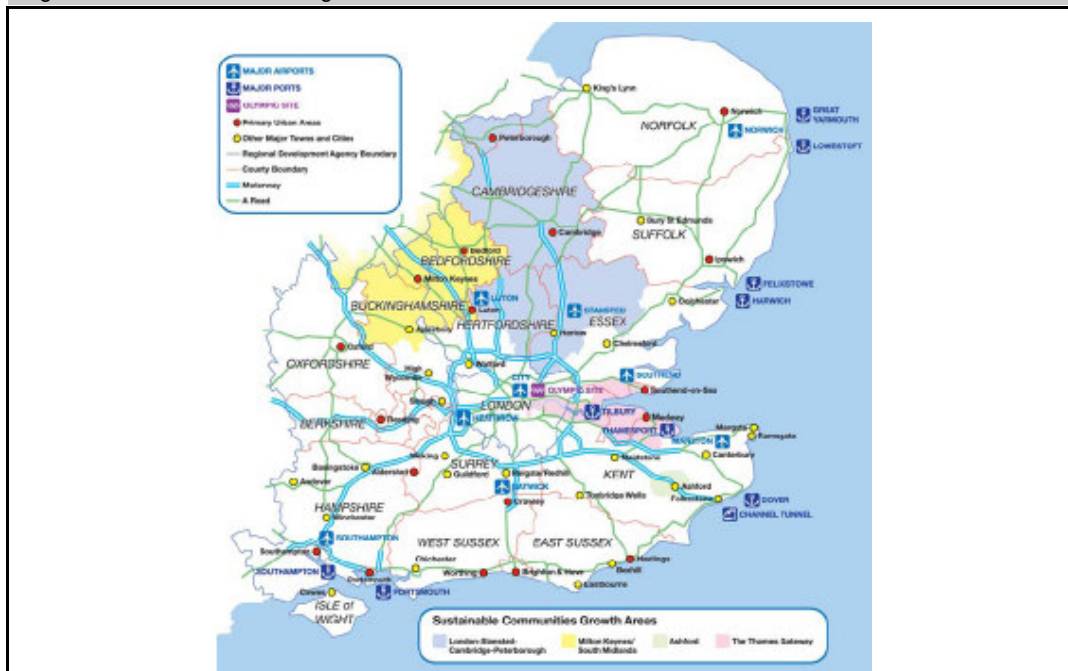 MAJOR AIRPORTS
MAJOR PORTS
OLYMPIC SITE
Primary Urban Areas
Other Major Towns and Cities
Regional Development Agency Boundary
County Boundary
Motorway
A Road
King's Lynn
Norwich
NORFOLK
NORWICH
GREAT
YARMOUTH
LOWESTOFT
Peterborough
CAMBRIDGESHIRE
Cambridge
Bury St Edmunds
SUFFOLK
Ipswich
FELIXSTOWE
HARWICH
Colchester
Bedford
BEDFORDSHIRE
Milton Keynes
BUCKINGHAMSHIRE
LUTON
Luton
STANSTED
ESSEX
HERTFORDSHIRE
Harlow
Aylesbury
Chelmsford
Oxford
OXFORDSHIRE
Watford
High
Wycombe
CITY
OLYMPIC SITE
SOUTHEND
Southend-on-Sea
Slough
LONDON
TILBURY
HEATHROW
BERKSHIRE
Reading
Medway
THAMESPORT
Margate
Ramsgate
MANSTON
Canterbury
Woking
SURREY
Guildford
Maidstone
Basingstoke
Aldershot
Reigate/Redhill
KENT
Ashford
Andover
GATWICK
Crawley
Tonbridge Wells
Folkestone
DOVER
CHANNEL TUNNEL
HAMPSHIRE
Winchester
SOUTHAMPTON
Southampton
WEST SUSSEX
EAST SUSSEX
Chichester
Hastings
Bexhill
SOUTHAMPTON
Portsmouth
Worthing
Brighton & Hove
Eastbourne
Cowes
PORTSMOUTH
ISLE of
WIGHT
Sustainable Communities Growth Areas
London-Stansted-
Cambridge-Peterborough
Milton Keynes/
South Midlands
Ashford
The Thames Gateway